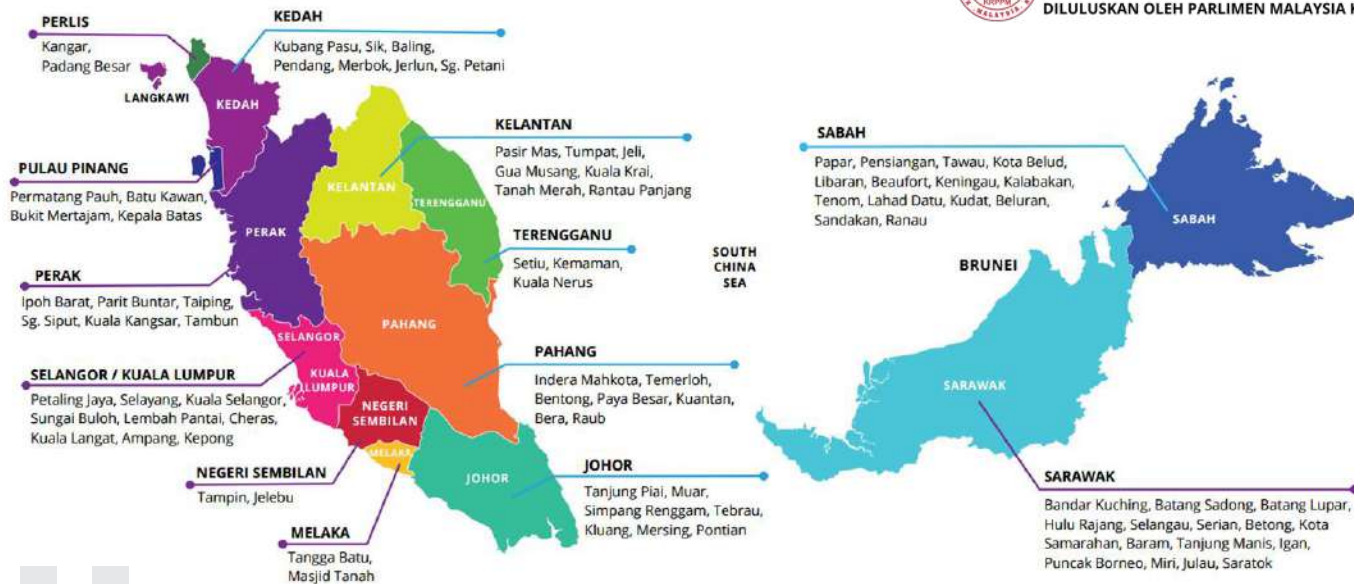 DILULUSKAN OLEH PARLIMEN MALAYSIA
PERLIS
Kangar,
Padang Besar
KEDAH
Kubang Pasu, Sik, Baling,
Pendang, Merbok, Jerlun, Sg. Petani
LANGKAWI
KEDAH
PULAU PINANG
Permatang Pauh, Batu Kawan,
Bukit Mertajam, Kepala Batas
KELANTAN
Pasir Mas, Tumpat, Jeli,
Gua Musang, Kuala Krai,
Tanah Merah, Rantau Panjang
KELANTAN
TERENGGANU
PERAK
TERENGGANU
Setiu, Kemaman,
Kuala Nerus
PERAK
Ipoh Barat, Parit Buntar, Taiping,
Sg. Siput, Kuala Kangsar, Tambun
PAHANG
SELANGOR
KUALA
LUMPUR
SELANGOR / KUALA LUMPUR
Petaling Jaya, Selayang, Kuala Selangor,
Sungai Buloh, Lembah Pantai, Cheras,
Kuala Langat, Ampang, Kepong
PAHANG
Indera Mahkota, Temerloh,
Bentong, Paya Besar, Kuantan,
Bera, Raub
NEGERI
SEMBILAN
MELAKA
JOHOR
NEGERI SEMBILAN
Tampin, Jelebu
MELAKA
Tangga Batu,
Masjid Tanah
JOHOR
Tanjung Piai, Muar,
Simpang Renggam, Tebrau,
Kluang, Mersing, Pontian
SOUTH
CHINA
SEA
SABAH
Papar, Pensiangan, Tawau, Kota Belud,
Libaran, Beaufort, Keningau, Kalabakan,
Tenom, Lahad Datu, Kudat, Beluran,
Sandakan, Ranau
SABAH
BRUNEI
SARAWAK
SARAWAK
Bandar Kuching, Batang Sadong, Batang Lupar,
Hulu Rajang, Selangau, Serian, Betong, Kota
Samarahan, Baram, Tanjung Manis, Igan,
Puncak Borneo, Miri, Julau, Saratok